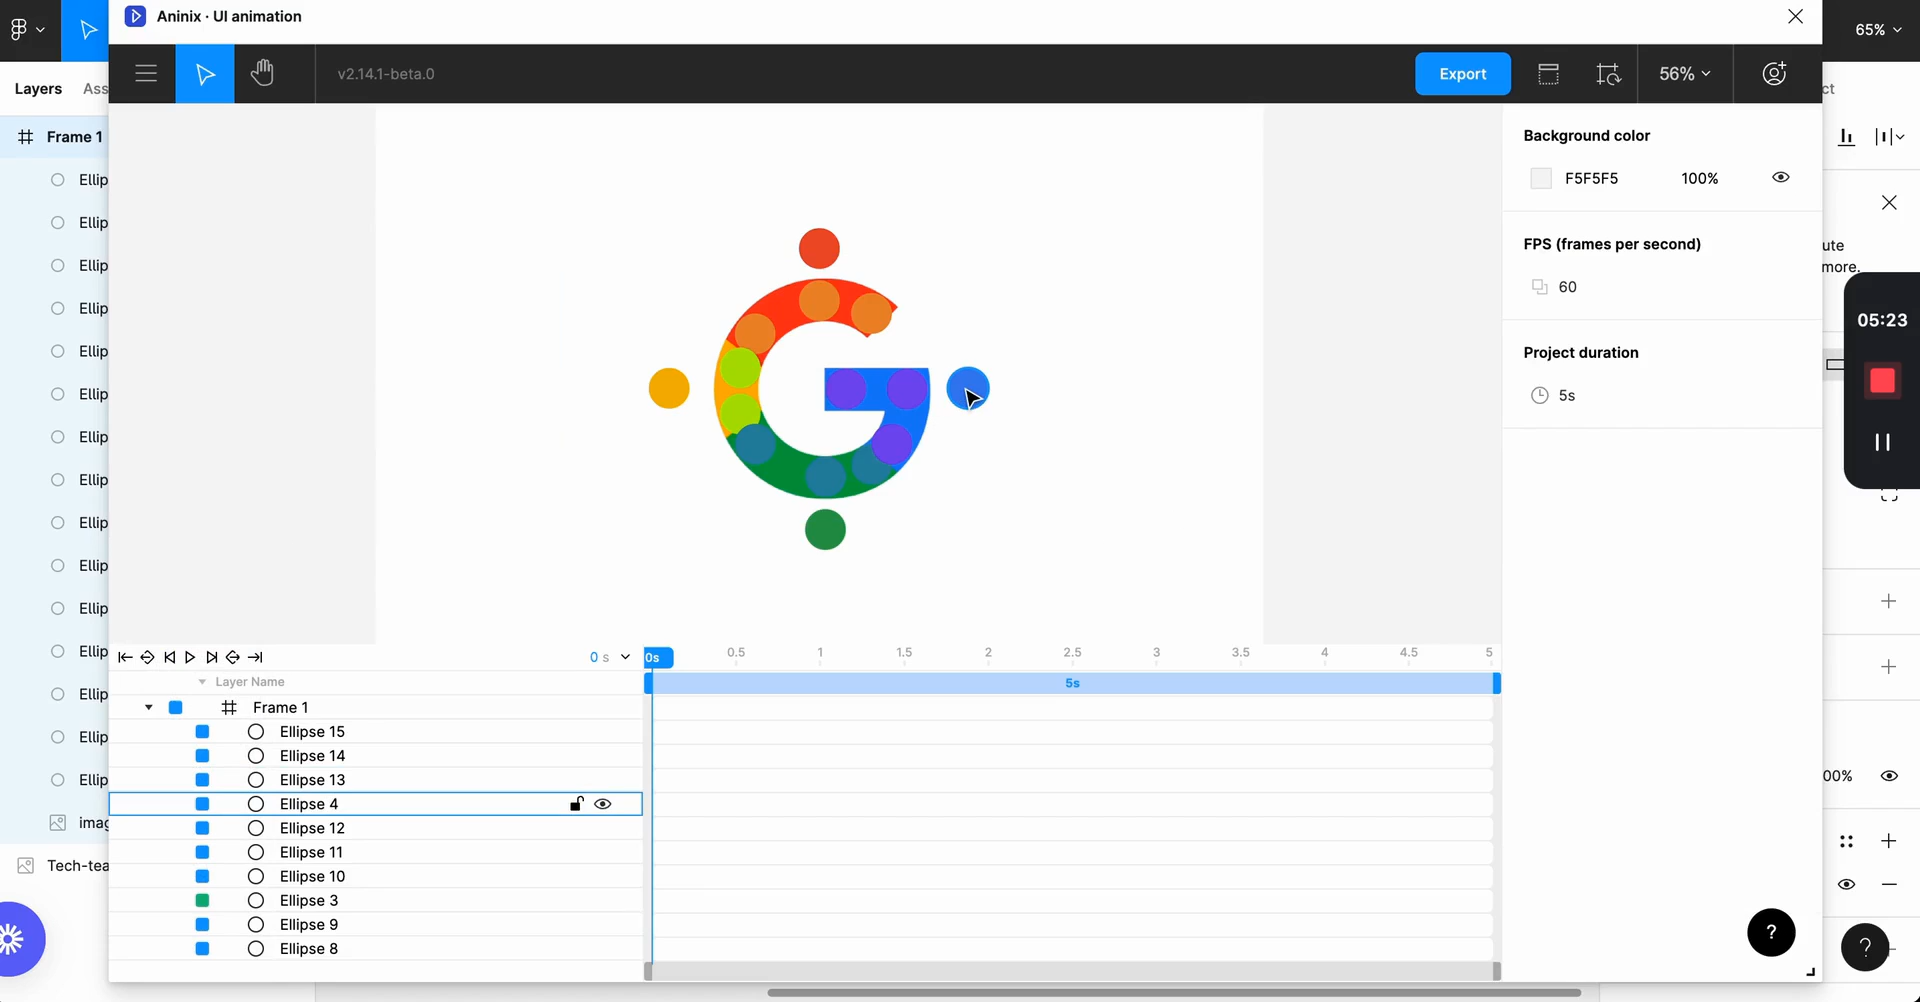 Aninix · UI animation
65%
v2.14.1-beta.0
Export
56%
Layers
Ass
ct
Frame 1
Background color
F5F5F5
100%
Ellip
Ellip
FPS (frames per second)
ute
Ellip
more.
60
Ellip
05:23
Ellip
Project duration
Ellip
5s
Ellip
Ellip
Ellip
Ellip
Ellip
Ellip
0 s
0s
0.5
1
1.5
2
2.5
3
3.5
4
4.5
5
Layer Name
5s
Ellip
Frame 1
Ellip
Ellipse 15
Ellipse 14
Ellip
Ellipse 13
00%
Ellipse 4
imag
Ellipse 12
Ellipse 11
Tech-tea
Ellipse 10
Ellipse 3
Ellipse 9
Ellipse 8
?
?